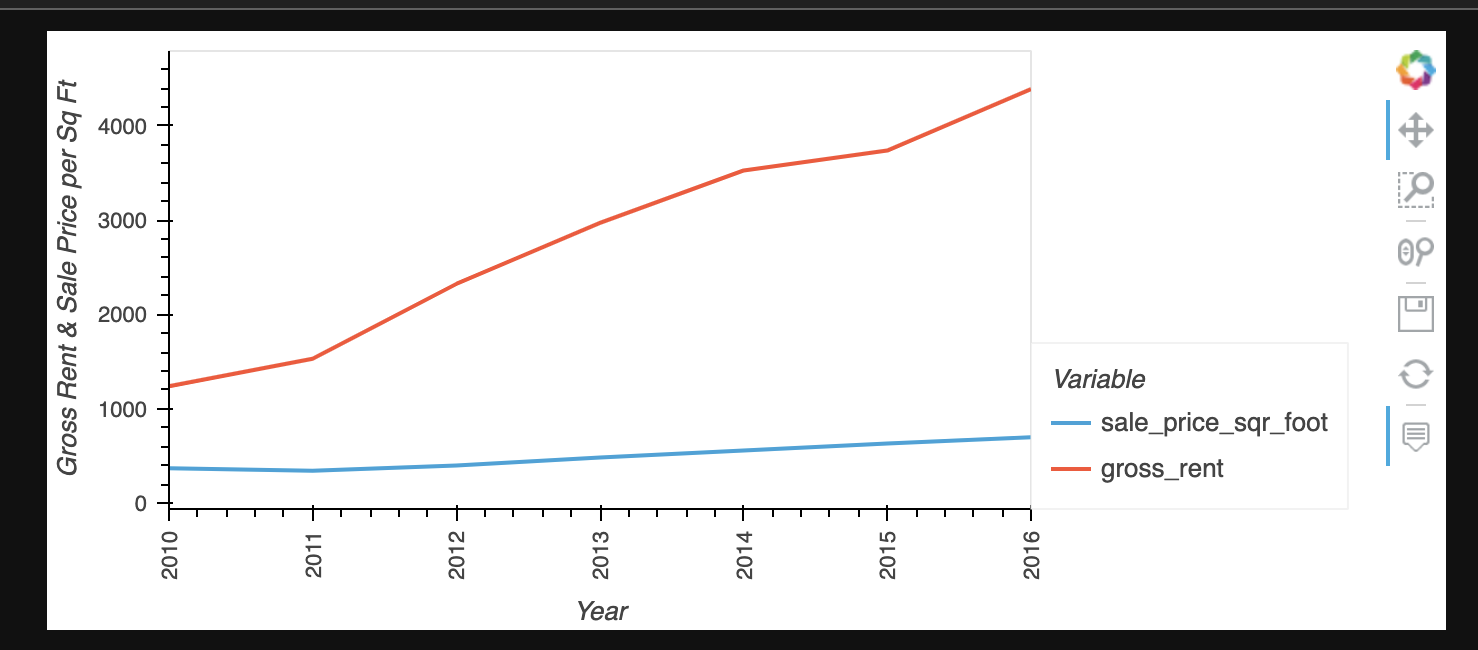 Gross Rent & Sale Price per Sq Ft
4000
3000
2000
1000
0
2010
2011
2012
2013
2014
2015
2016
Year
Variable
sale_price_sqr_foot
gross_rent